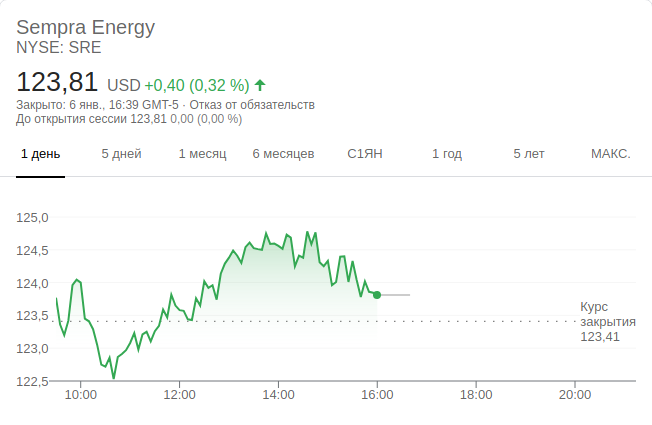 Sempra Energy
NYSE: SRE
123,81 USD +0,40 (0,32 %)
Закрыто: 6 янв., 16:39 GMT-5 · Отказ от обязательств
До открытия сессии 123,81 0,00 (0,00 %)
1 день 5 дней 1 месяц 6 месяцев С1ЯН 1 год 5 лет МАКС.
125,0
124,5
124,0
123,5
123,0
122,5
Курс
закрытия
123,41
10:00 12:00 14:00 16:00 18:00 20:00